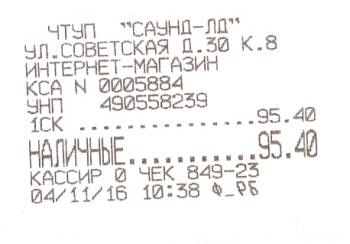 ЧТУП "САУНД-ЛД"
УЛ.СОВЕТСКАЯ Д.30 К.8
ИНТЕРНЕТ-МАГАЗИН
КСА N 0005884
УНП 490558239
1СК ...............95.40
НАЛИЧНЫЕ...........95.40
КАССИР 0 ЧЕК 849-23
04/11/16 10:38 Ф_РБ